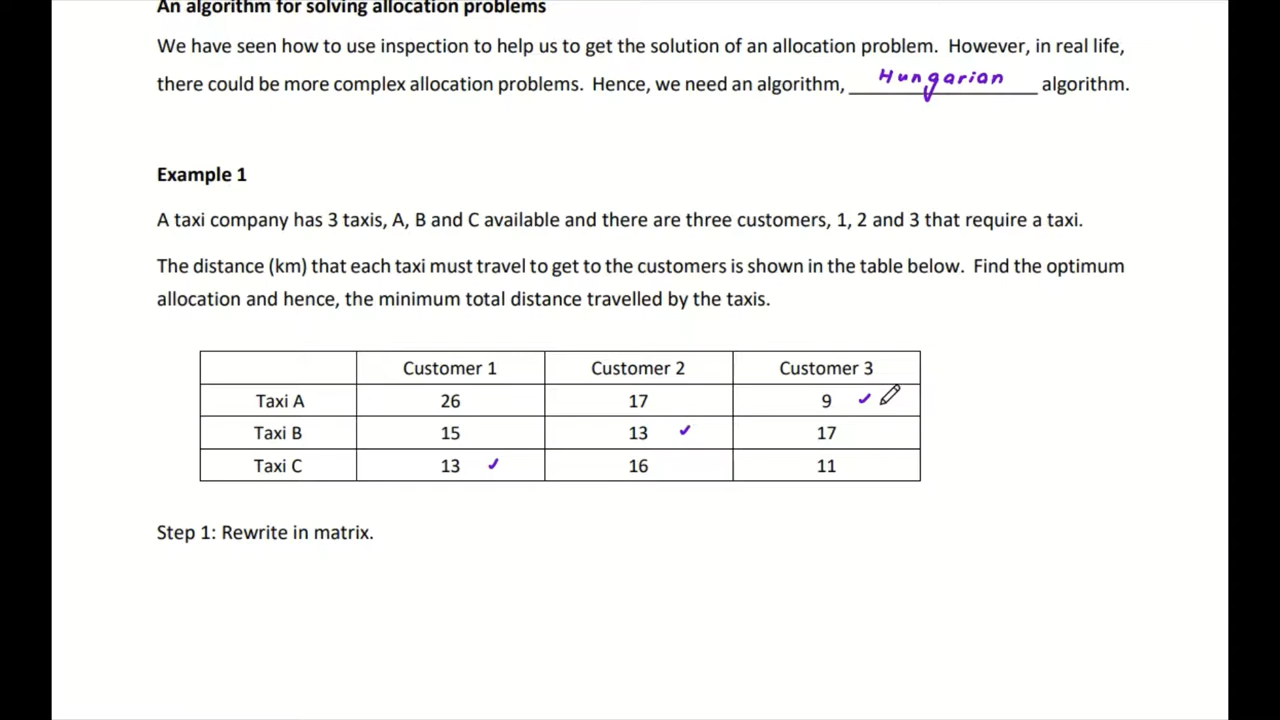 An algorithm for solving allocation problems
We have seen how to use inspection to help us to get the solution of an allocation problem. However, in real life,
there could be more complex allocation problems. Hence, we need an algorithm, Hungarian algorithm.
Example 1
A taxi company has 3 taxis, A, B and C available and there are three customers, 1, 2 and 3 that require a taxi.
The distance (km) that each taxi must travel to get to the customers is shown in the table below. Find the optimum
allocation and hence, the minimum total distance travelled by the taxis.
Customer 1 Customer 2 Customer 3
Taxi A 26 17 9 ✓
Taxi B 15 13 ✓ 17
Taxi C 13 ✓ 16 11
Step 1: Rewrite in matrix.